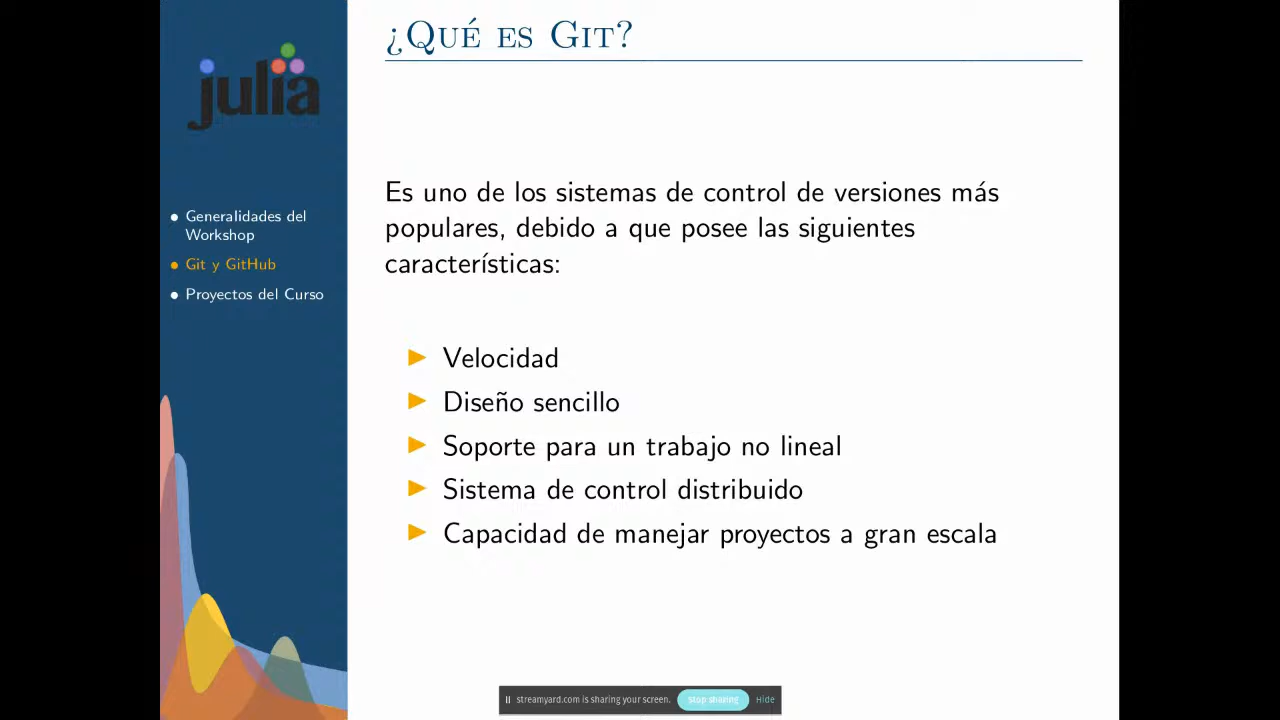 ¿Qué es Git?
julia
Generalidades del
Workshop
Git y GitHub
Proyectos del Curso
Es uno de los sistemas de control de versiones más
populares, debido a que posee las siguientes
características:
Velocidad
Diseño sencillo
Soporte para un trabajo no lineal
Sistema de control distribuido
Capacidad de manejar proyectos a gran escala
streamyard.com is sharing your screen.
Stop sharing
Hide